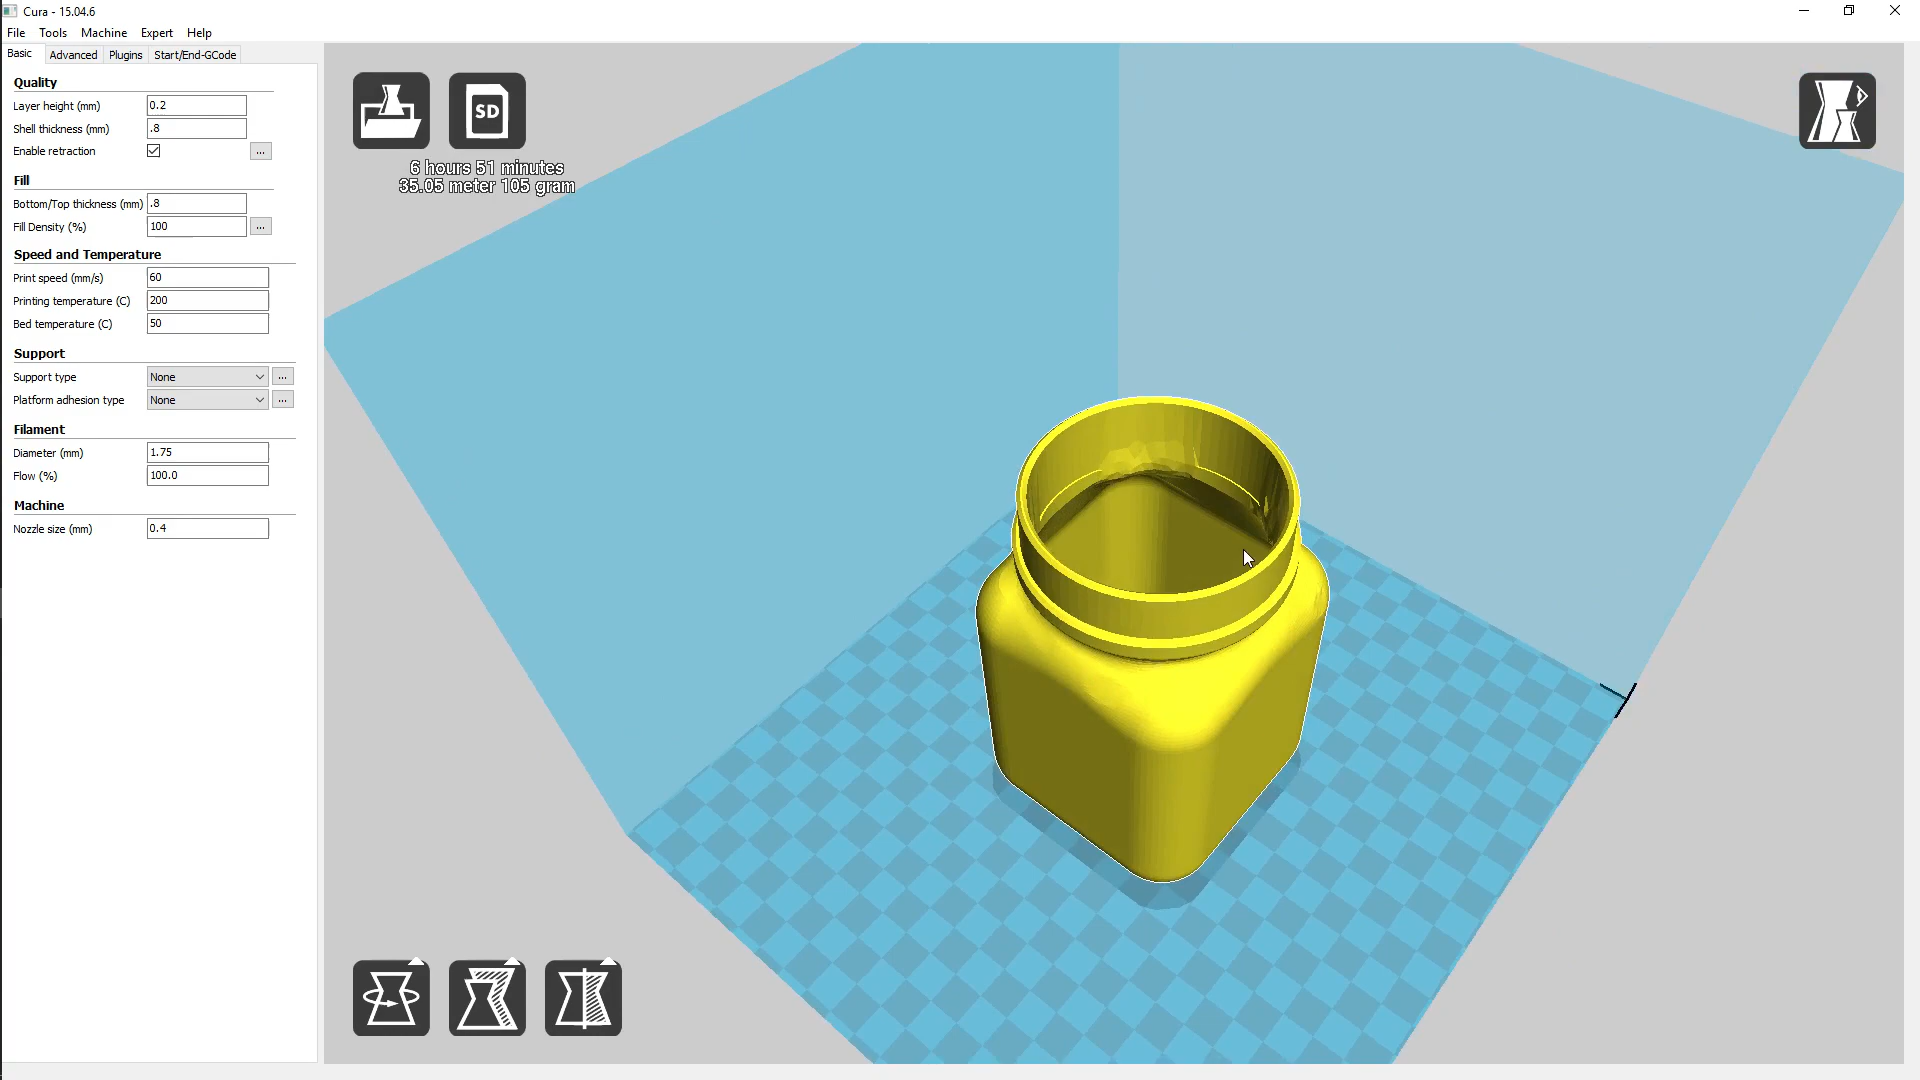 Cura - 15.04.6
File Tools Machine Expert Help
Basic Advanced Plugins Start/End-GCode
Quality
Layer height (mm) 0.2
Shell thickness (mm) .8
Enable retraction ...
Fill
Bottom/Top thickness (mm) .8
Fill Density (%) 100 ...
Speed and Temperature
Print speed (mm/s) 60
Printing temperature (C) 200
Bed temperature (C) 50
Support
Support type None ...
Platform adhesion type None ...
Filament
Diameter (mm) 1.75
Flow (%) 100.0
Machine
Nozzle size (mm) 0.4
SD
6 hours 51 minutes
35.05 meter 105 gram